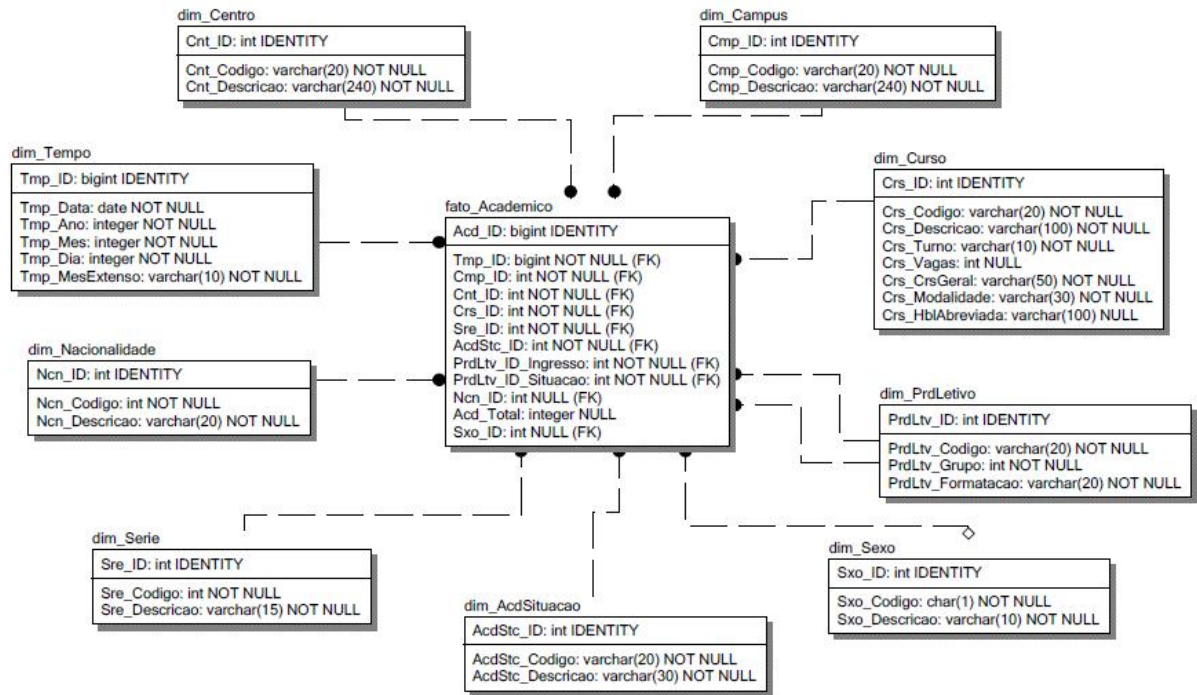 dim_Centro
Cnt_ID: int IDENTITY
Cnt_Codigo: varchar(20) NOT NULL
Cnt_Descricao: varchar(240) NOT NULL
dim_Campus
Cmp_ID: int IDENTITY
Cmp_Codigo: varchar(20) NOT NULL
Cmp_Descricao: varchar(240) NOT NULL
dim_Tempo
Tmp_ID: bigint IDENTITY
Tmp_Data: date NOT NULL
Tmp_Ano: integer NOT NULL
Tmp_Mes: integer NOT NULL
Tmp_Dia: integer NOT NULL
Tmp_MesExtenso: varchar(10) NOT NULL
fato_Academico
Acd_ID: bigint IDENTITY
Tmp_ID: bigint NOT NULL (FK)
Cmp_ID: int NOT NULL (FK)
Cnt_ID: int NOT NULL (FK)
Crs_ID: int NOT NULL (FK)
Sre_ID: int NOT NULL (FK)
AcdStc_ID: int NOT NULL (FK)
PrdLtv_ID_Ingresso: int NOT NULL (FK)
PrdLtv_ID_Situacao: int NOT NULL (FK)
Ncn_ID: int NULL (FK)
Acd_Total: integer NULL
Sxo_ID: int NULL (FK)
dim_Curso
Crs_ID: int IDENTITY
Crs_Codigo: varchar(20) NOT NULL
Crs_Descricao: varchar(100) NOT NULL
Crs_Turno: varchar(10) NOT NULL
Crs_Vagas: int NULL
Crs_CrsGeral: varchar(50) NOT NULL
Crs_Modalidade: varchar(30) NOT NULL
Crs_HblAbreviada: varchar(100) NULL
dim_Nacionalidade
Ncn_ID: int IDENTITY
Ncn_Codigo: int NOT NULL
Ncn_Descricao: varchar(20) NOT NULL
dim_PrdLetivo
PrdLtv_ID: int IDENTITY
PrdLtv_Codigo: varchar(20) NOT NULL
PrdLtv_Grupo: int NOT NULL
PrdLtv_Formatacao: varchar(20) NOT NULL
dim_Serie
Sre_ID: int IDENTITY
Sre_Codigo: int NOT NULL
Sre_Descricao: varchar(15) NOT NULL
dim_AcdSituacao
AcdStc_ID: int IDENTITY
AcdStc_Codigo: varchar(20) NOT NULL
AcdStc_Descricao: varchar(30) NOT NULL
dim_Sexo
Sxo_ID: int IDENTITY
Sxo_Codigo: char(1) NOT NULL
Sxo_Descricao: varchar(10) NOT NULL